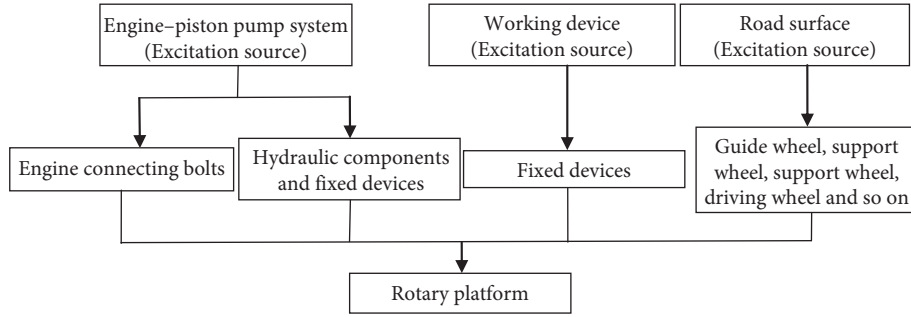 Engine–piston pump system
(Excitation source)
Working device
(Excitation source)
Road surface
(Excitation source)
Engine connecting bolts
Hydraulic components
and fixed devices
Fixed devices
Guide wheel, support
wheel, support wheel,
driving wheel and so on
Rotary platform